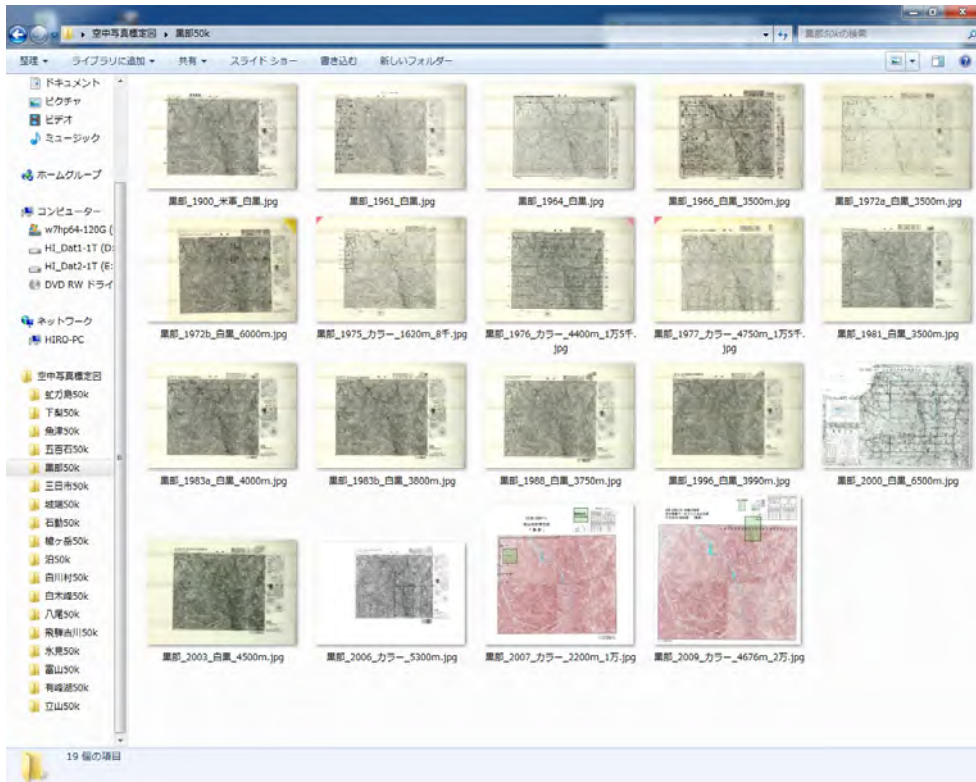 空中写真標定図 ▸ 黒部50k
黒部50kの検索
整理 ライブラリに追加 共有 スライド ショー 書き込む 新しいフォルダー
ドキュメント
ピクチャ
ビデオ
ミュージック
ホームグループ
コンピューター
w7hp64-120G (
HI_Dat1-1T (D:
HI_Dat2-1T (E:
DVD RW ドライ
ネットワーク
HIRO-PC
空中写真標定図
虻ガ島50k
下梨50k
魚津50k
五百石50k
黒部50k
三日市50k
城端50k
石動50k
槍ヶ岳50k
泊50k
白川村50k
白木峰50k
八尾50k
飛騨古川50k
氷見50k
富山50k
有峰湖50k
立山50k
黒部_1900_米軍_白黒.jpg
黒部_1961_白黒.jpg
黒部_1964_白黒.jpg
黒部_1966_白黒_3500m.jpg
黒部_1972a_白黒_3500m.jpg
黒部_1972b_白黒_6000m.jpg
黒部_1975_カラー_1620m_8千.jpg
黒部_1976_カラー_4400m_1万5千.
jpg
黒部_1977_カラー_4750m_1万5千.
jpg
黒部_1981_白黒_3500m.jpg
黒部_1983a_白黒_4000m.jpg
黒部_1983b_白黒_3800m.jpg
黒部_1988_白黒_3750m.jpg
黒部_1996_白黒_3990m.jpg
黒部_2000_白黒_6500m.jpg
黒部_2003_白黒_4500m.jpg
黒部_2006_カラー_5300m.jpg
黒部_2007_カラー_2200m_1万.jpg
黒部_2009_カラー_4676m_2万.jpg
19 個の項目